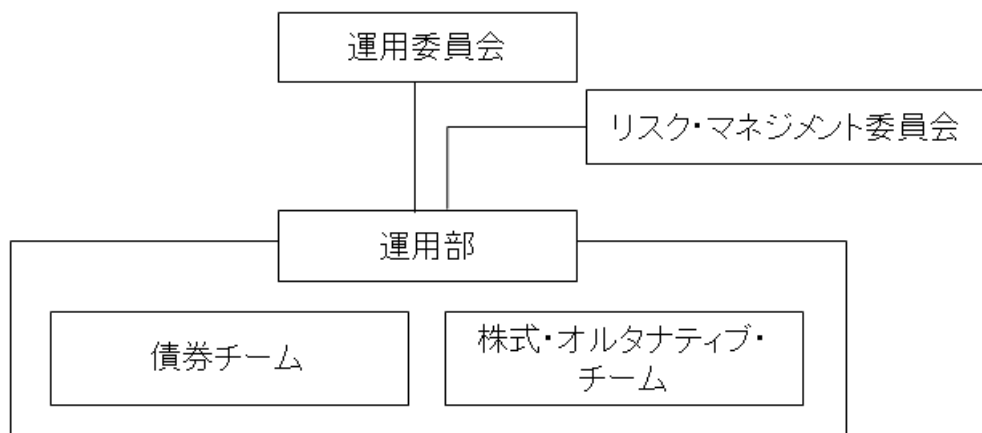 運用委員会
リスク・マネジメント委員会
運用部
債券チーム
株式・オルタナティブ・
チーム